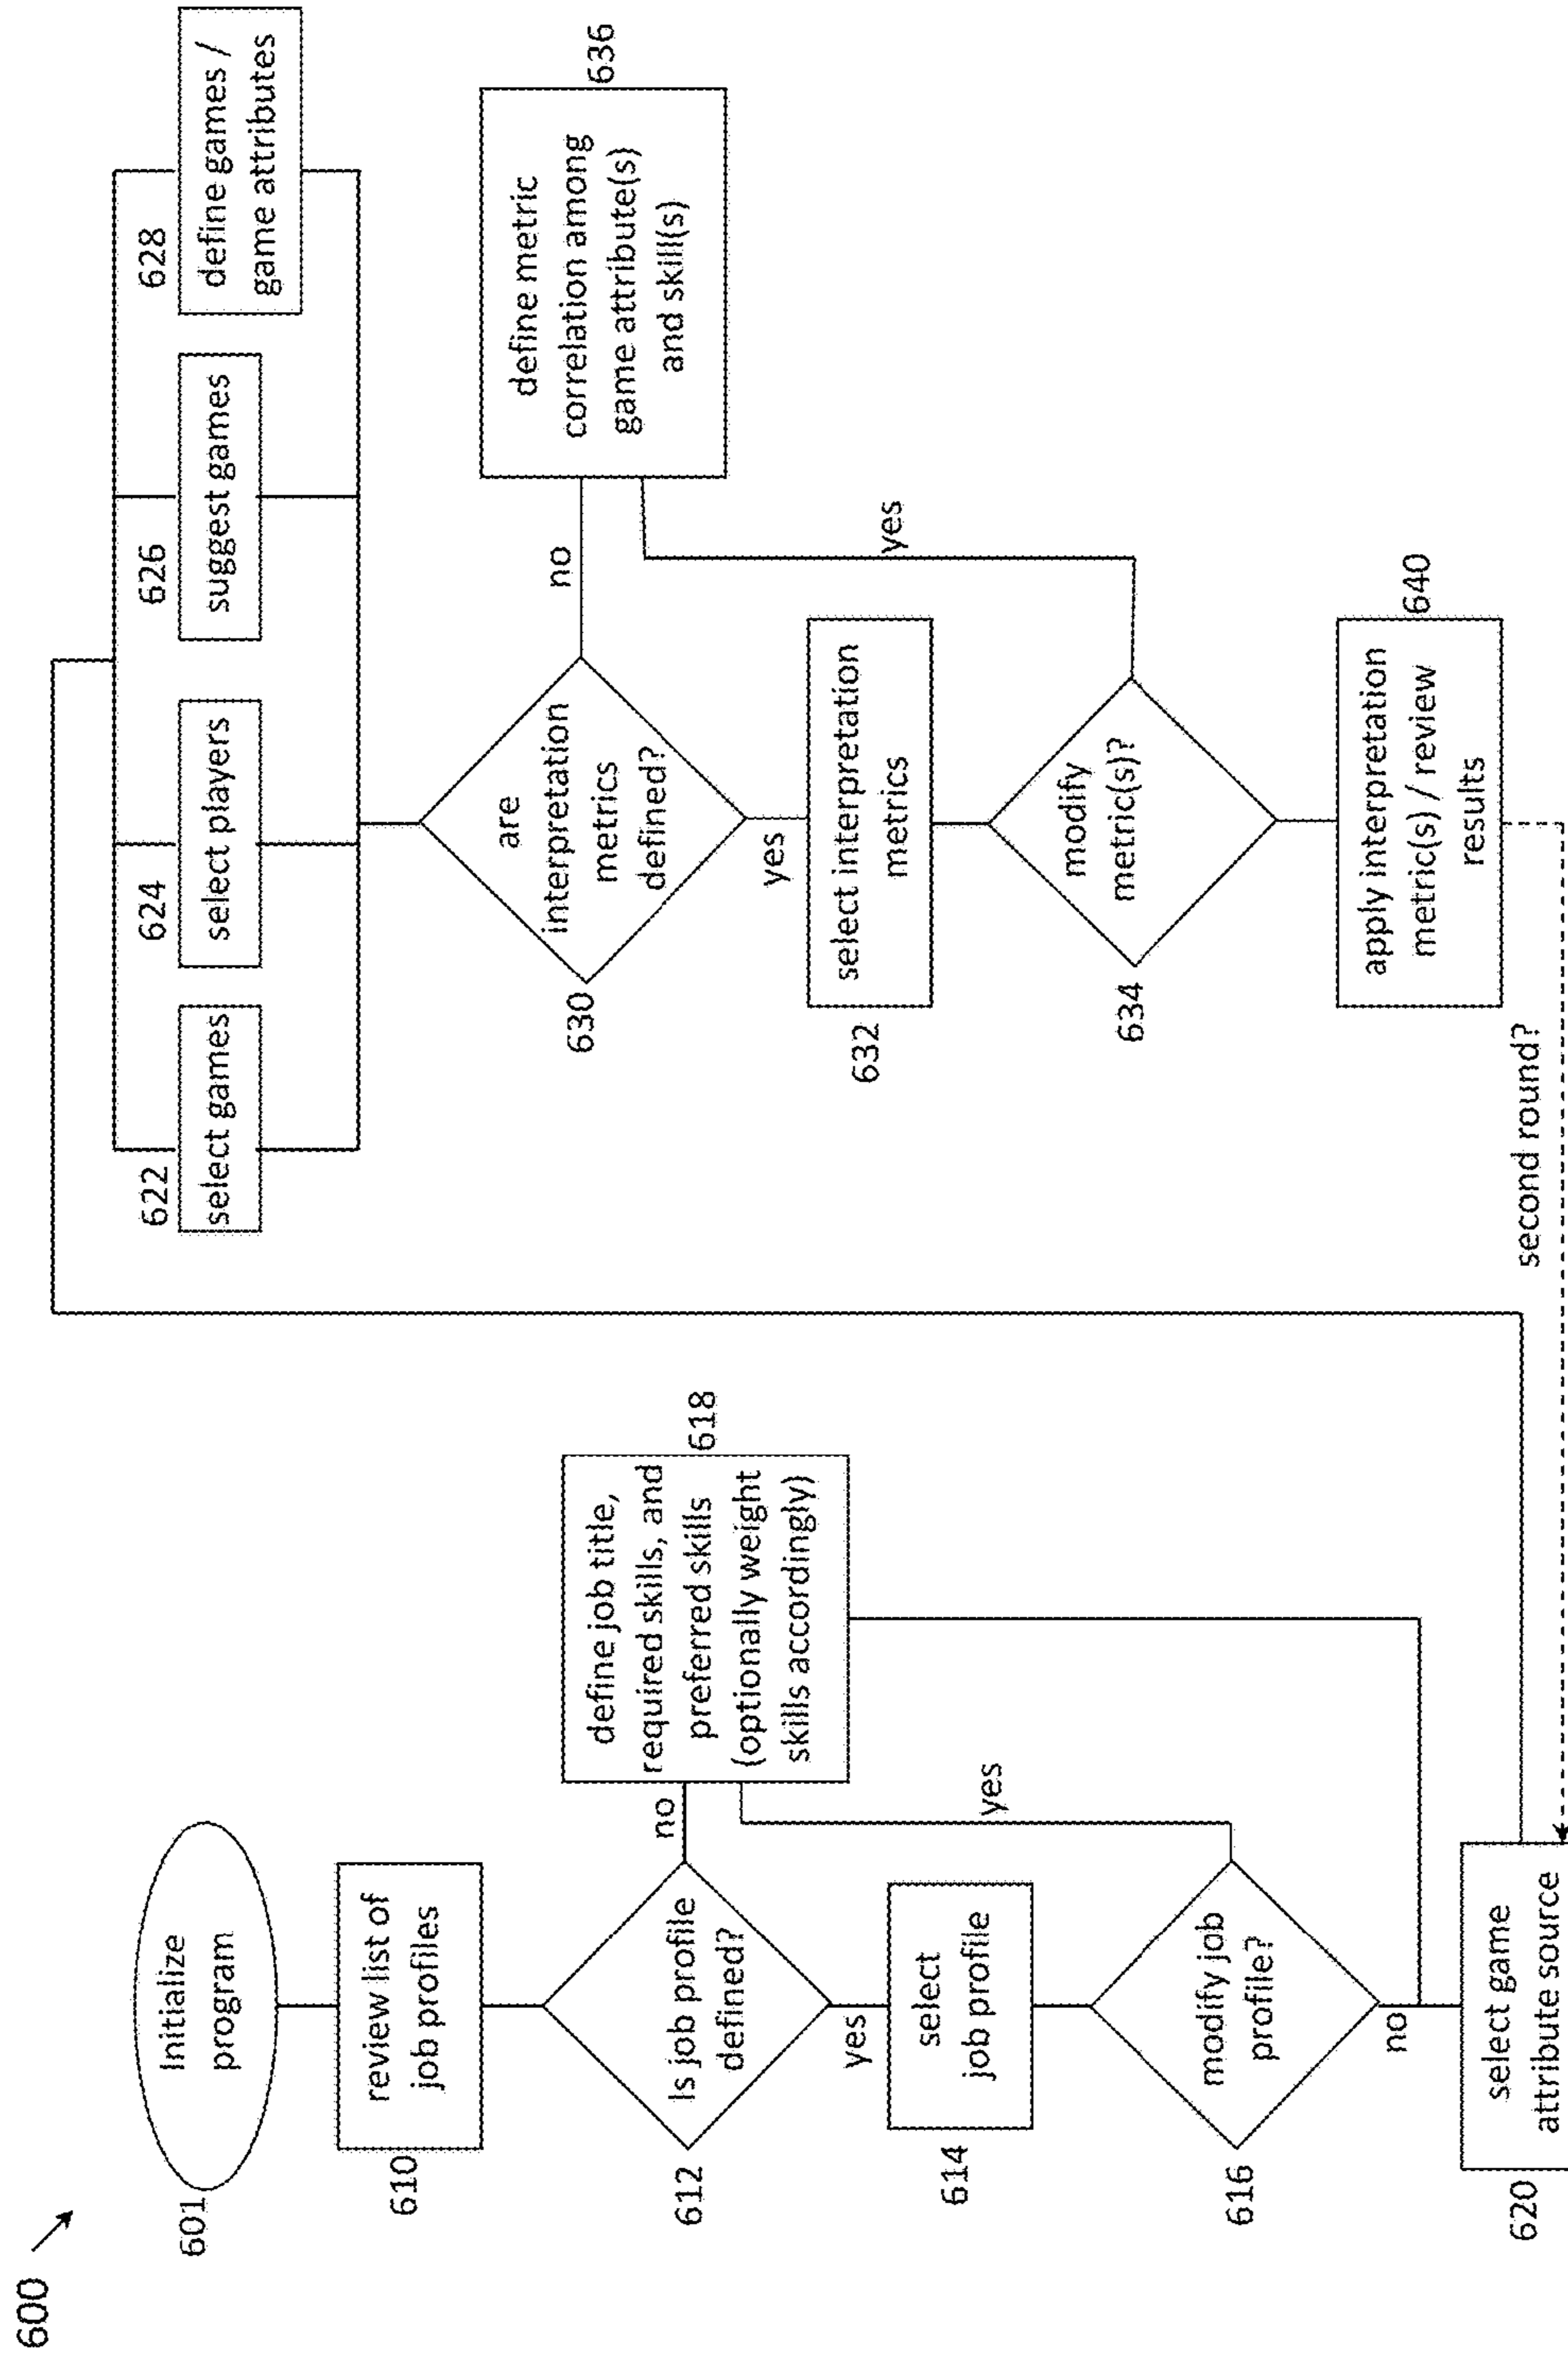 600
601
Initialize
program
610
review list of
job profiles
612
Is job profile
defined?
no
yes
618
define job title,
required skills, and
preferred skills
(optionally weight
skills accordingly)
614
select
job profile
616
modify job
profile?
yes
no
620
select game
attribute source
622
select games
624
select players
626
suggest games
628
define games /
game attributes
630
are
interpretation
metrics
defined?
no
yes
636
define metric
correlation among
game attribute(s)
and skill(s)
632
select interpretation
metrics
634
modify
metric(s)?
yes
640
apply interpretation
metric(s) / review
results
second round?